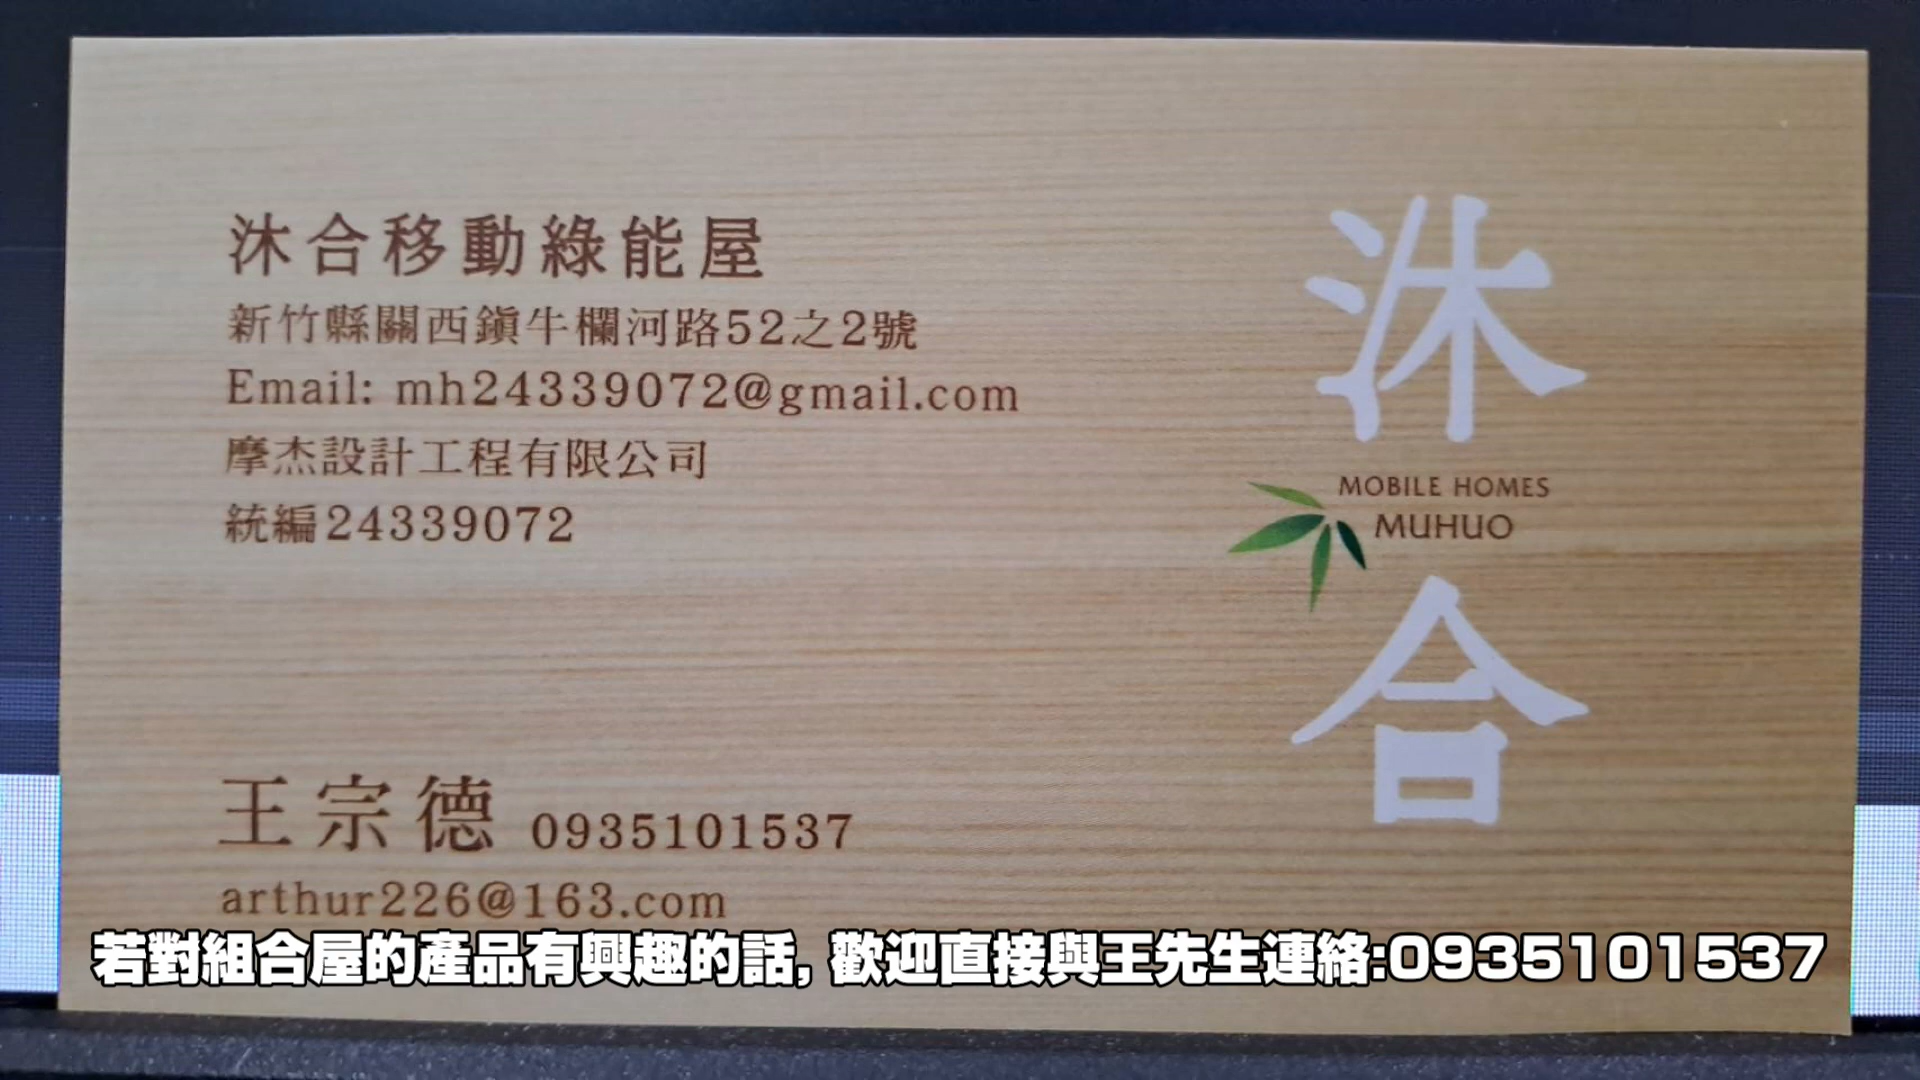 沐合移動綠能屋
新竹縣關西鎮牛欄河路52之2號
Email: mh24339072@gmail.com
摩杰設計工程有限公司
統編24339072
王宗德 0935101537
arthur226@163.com
沐
MOBILE HOMES
MUHUO
合
若對組合屋的產品有興趣的話, 歡迎直接與王先生連絡:0935101537